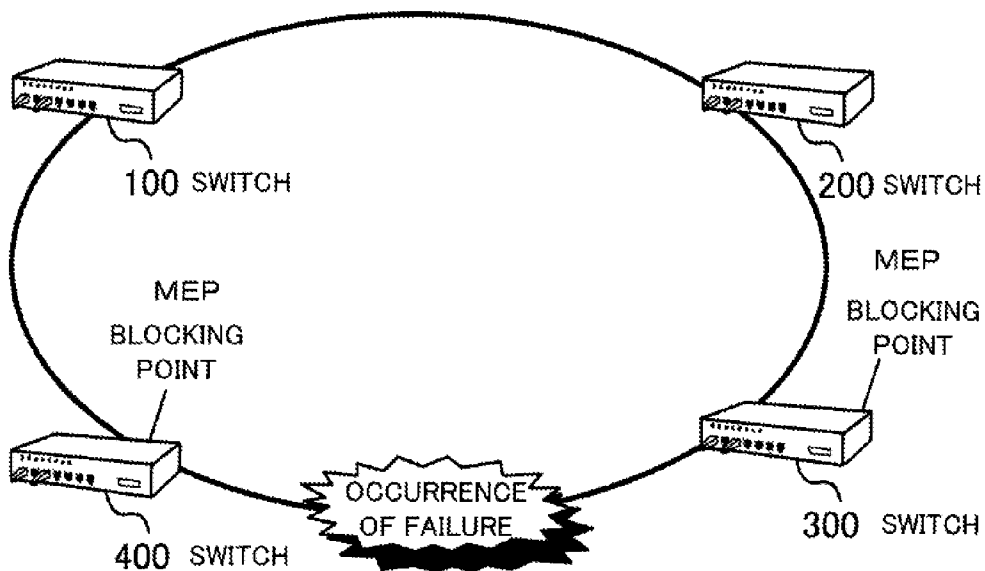 100 SWITCH
200 SWITCH
MEP
BLOCKING
POINT
MEP
BLOCKING
POINT
OCCURRENCE
OF FAILURE
400 SWITCH
300 SWITCH